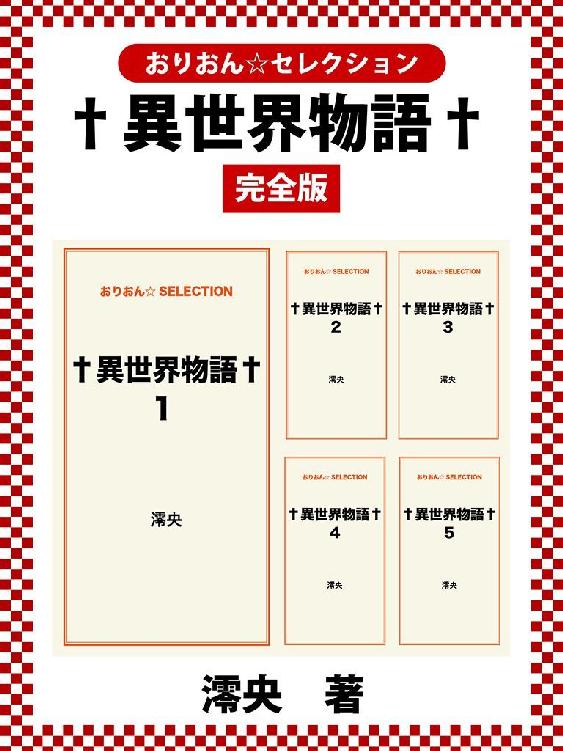 おりおん☆セレクション
†異世界物語†
完全版
おりおん☆ SELECTION
†異世界物語†
1
澪央
おりおん☆ SELECTION
†異世界物語†
2
澪央
おりおん☆ SELECTION
†異世界物語†
3
澪央
おりおん☆ SELECTION
†異世界物語†
4
澪央
おりおん☆ SELECTION
†異世界物語†
5
澪央
澪央　著